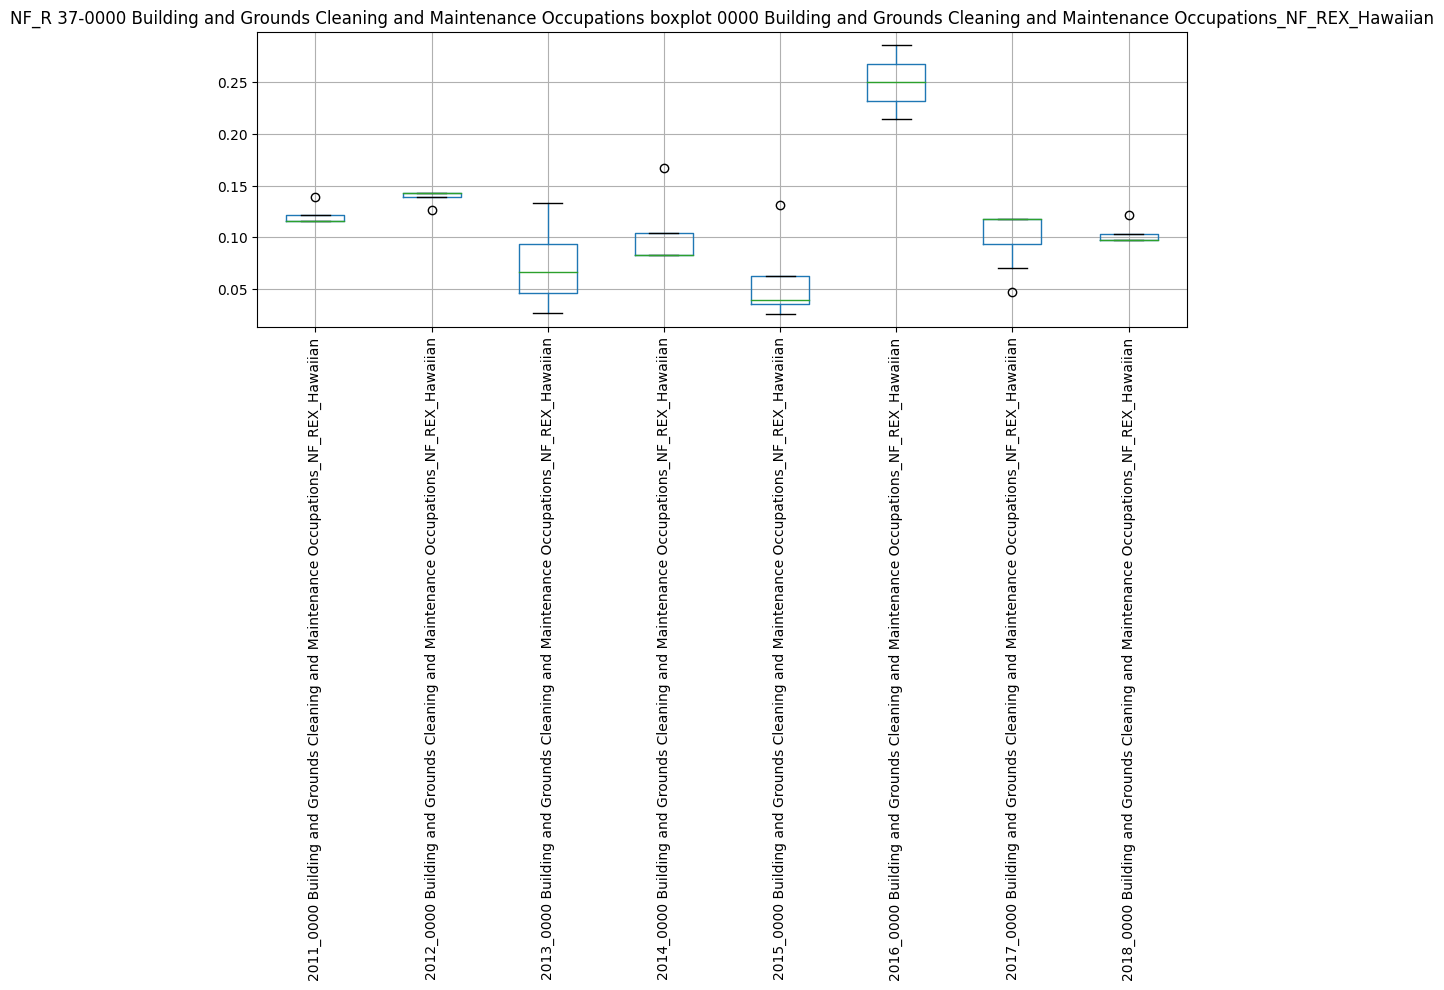 NF_R 37-0000 Building and Grounds Cleaning and Maintenance Occupations boxplot 0000 Building and Grounds Cleaning and Maintenance Occupations_NF_REX_Hawaiian
0.25
0.20
0.15
0.10
0.05
2011_0000 Building and Grounds Cleaning and Maintenance Occupations_NF_REX_Hawaiian
2012_0000 Building and Grounds Cleaning and Maintenance Occupations_NF_REX_Hawaiian
2013_0000 Building and Grounds Cleaning and Maintenance Occupations_NF_REX_Hawaiian
2014_0000 Building and Grounds Cleaning and Maintenance Occupations_NF_REX_Hawaiian
2015_0000 Building and Grounds Cleaning and Maintenance Occupations_NF_REX_Hawaiian
2016_0000 Building and Grounds Cleaning and Maintenance Occupations_NF_REX_Hawaiian
2017_0000 Building and Grounds Cleaning and Maintenance Occupations_NF_REX_Hawaiian
2018_0000 Building and Grounds Cleaning and Maintenance Occupations_NF_REX_Hawaiian